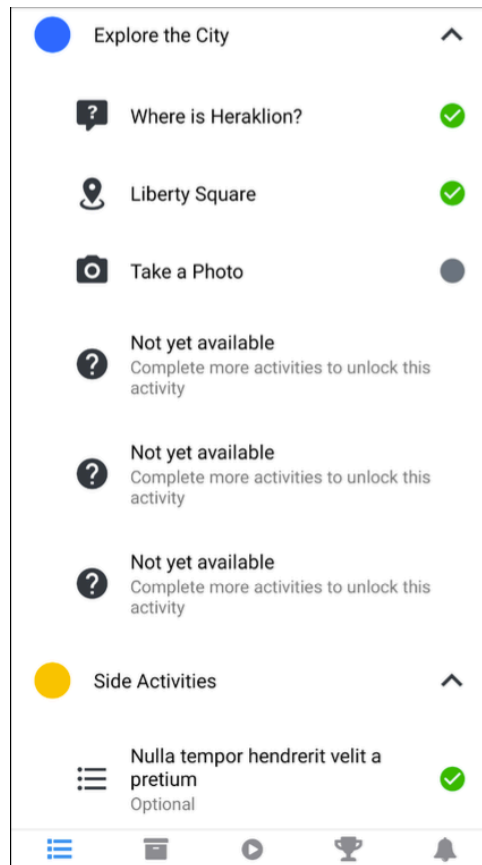 Explore the City
Where is Heraklion?
Liberty Square
Take a Photo
Not yet available
Complete more activities to unlock this
activity
Not yet available
Complete more activities to unlock this
activity
Not yet available
Complete more activities to unlock this
activity
Side Activities
Nulla tempor hendrerit velit a
pretium
Optional